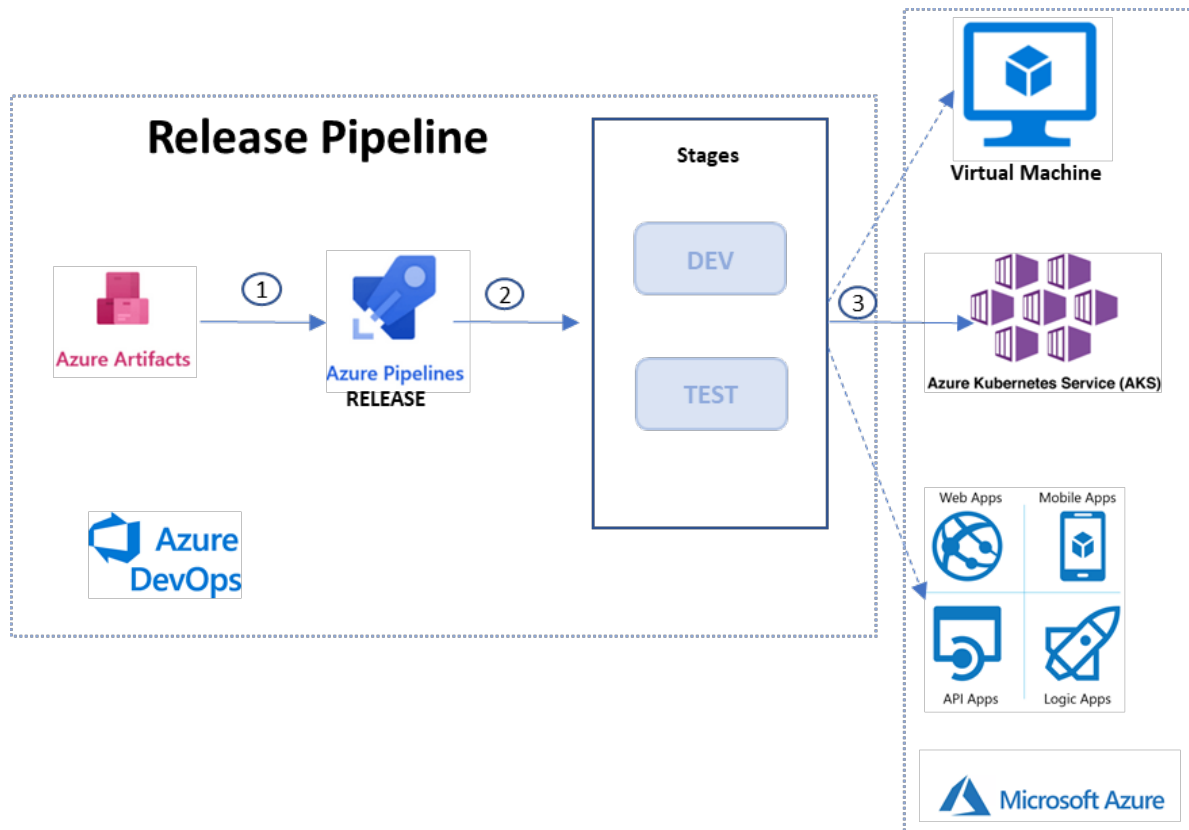 Release Pipeline
Stages
DEV
TEST
1
2
3
Azure Artifacts
Azure Pipelines
RELEASE
Azure
DevOps
Virtual Machine
Azure Kubernetes Service (AKS)
Web Apps
Mobile Apps
API Apps
Logic Apps
Microsoft Azure